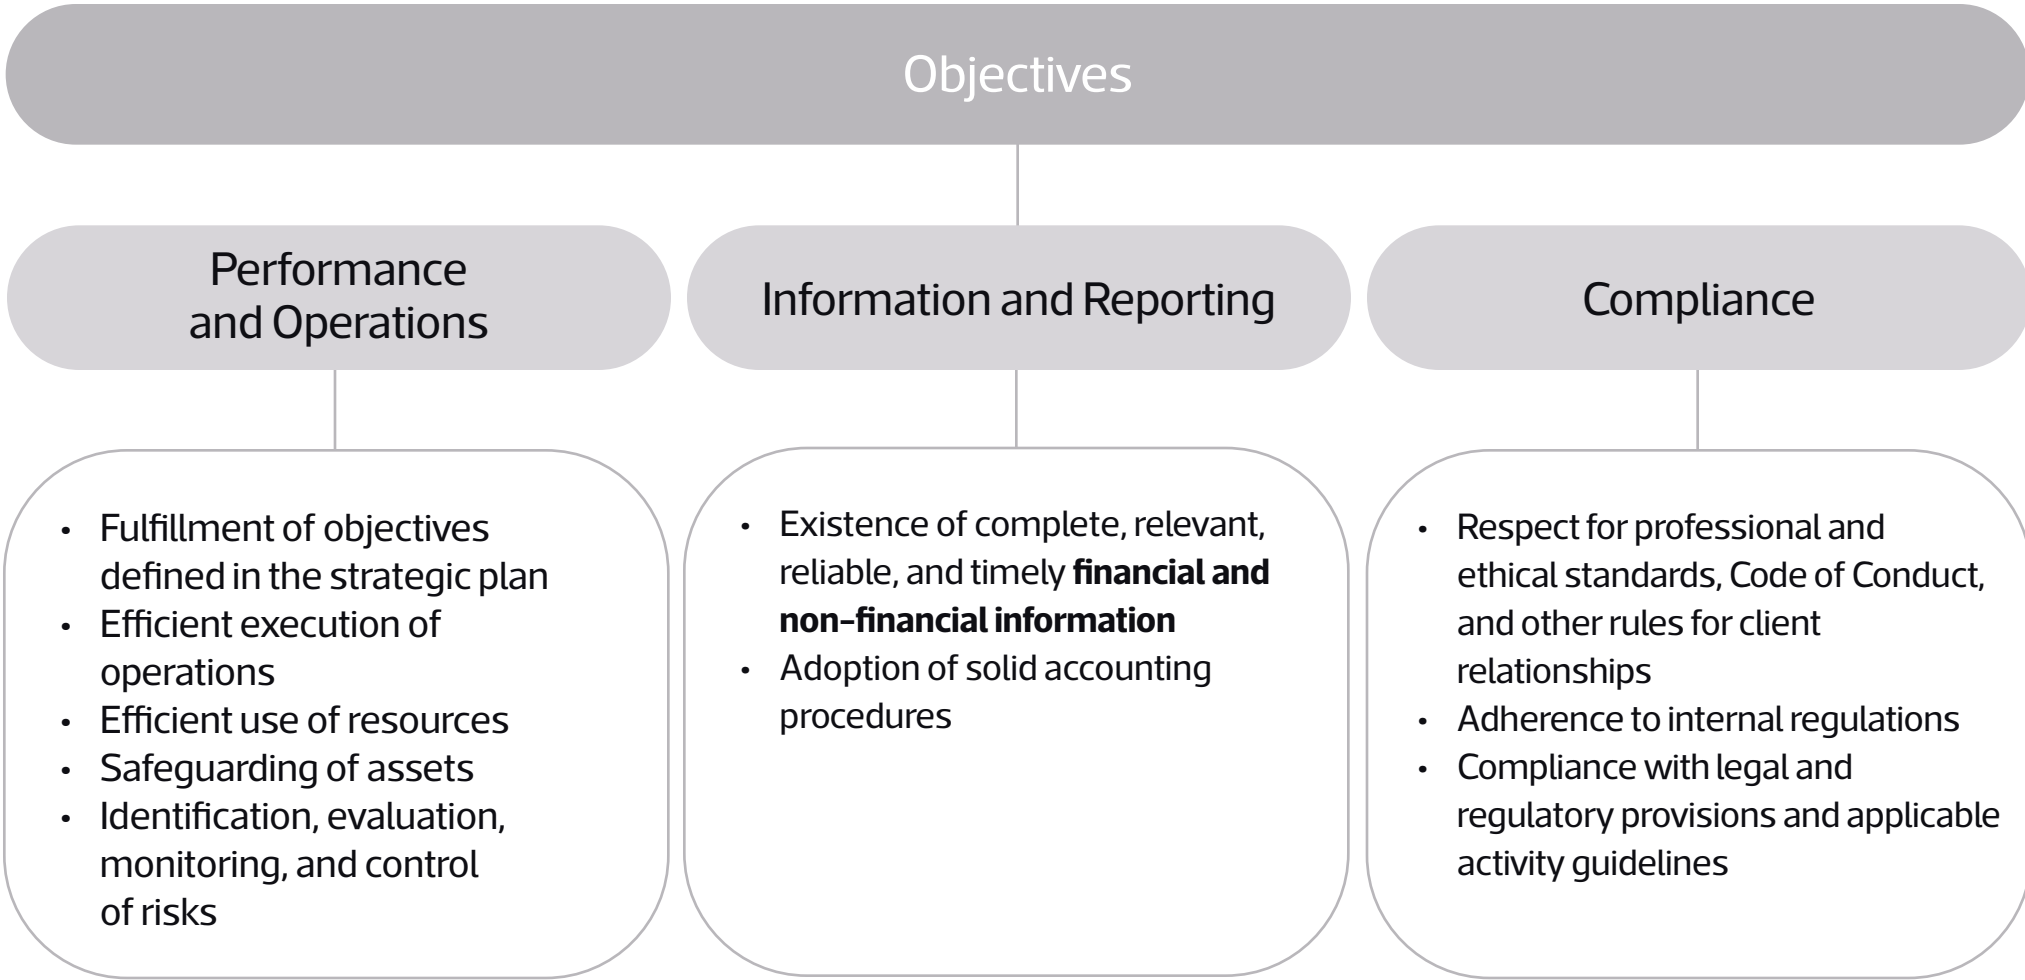 Objectives
Performance
and Operations
Information and Reporting
Compliance
• Fulfillment of objectives
defined in the strategic plan
• Efficient execution of
operations
• Efficient use of resources
• Safeguarding of assets
• Identification, evaluation,
monitoring, and control
of risks
• Existence of complete, relevant,
reliable, and timely financial and
non-financial information
• Adoption of solid accounting
procedures
• Respect for professional and
ethical standards, Code of Conduct,
and other rules for client
relationships
• Adherence to internal regulations
• Compliance with legal and
regulatory provisions and applicable
activity guidelines